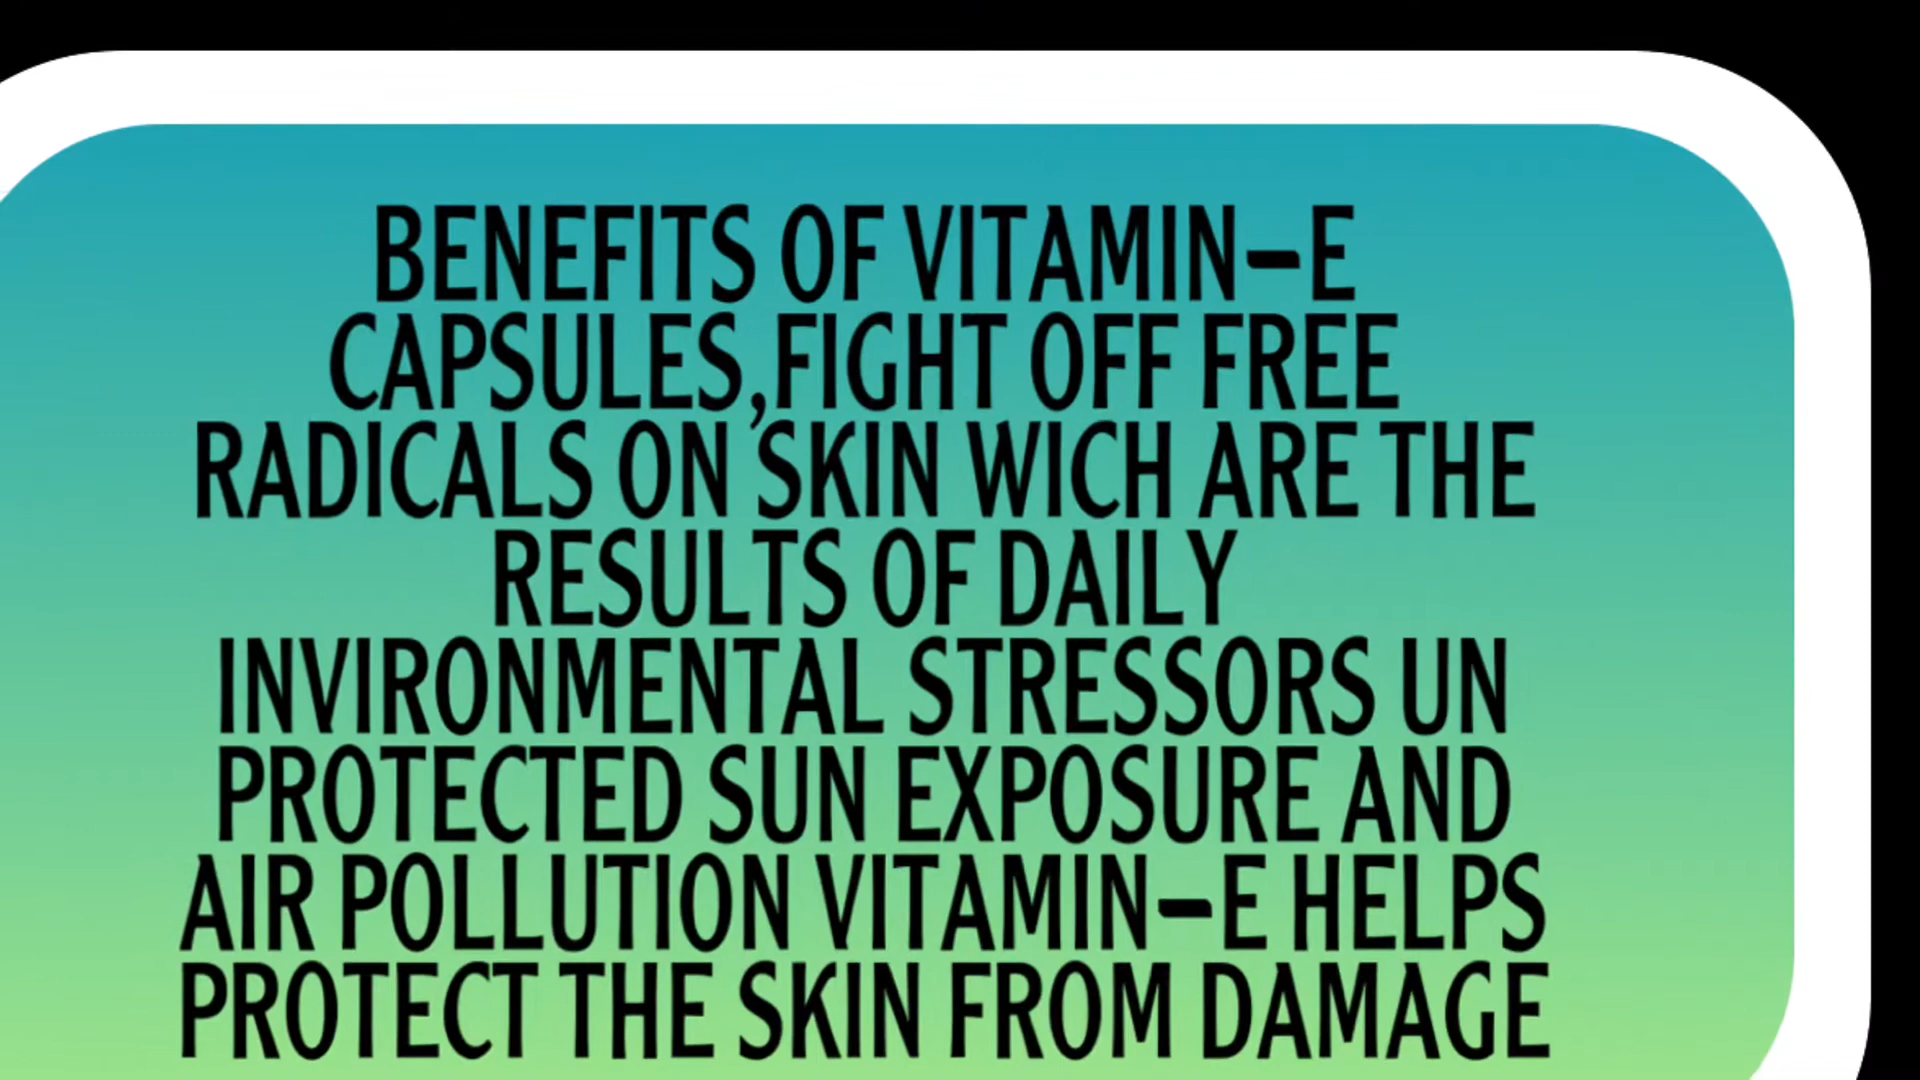 BENEFITS OF VITAMIN-E
CAPSULES,FIGHT OFF FREE
RADICALS ON SKIN WICH ARE THE
RESULTS OF DAILY
INVIRONMENTAL STRESSORS UN
PROTECTED SUN EXPOSURE AND
AIR POLLUTION VITAMIN-E HELPS
PROTECT THE SKIN FROM DAMAGE